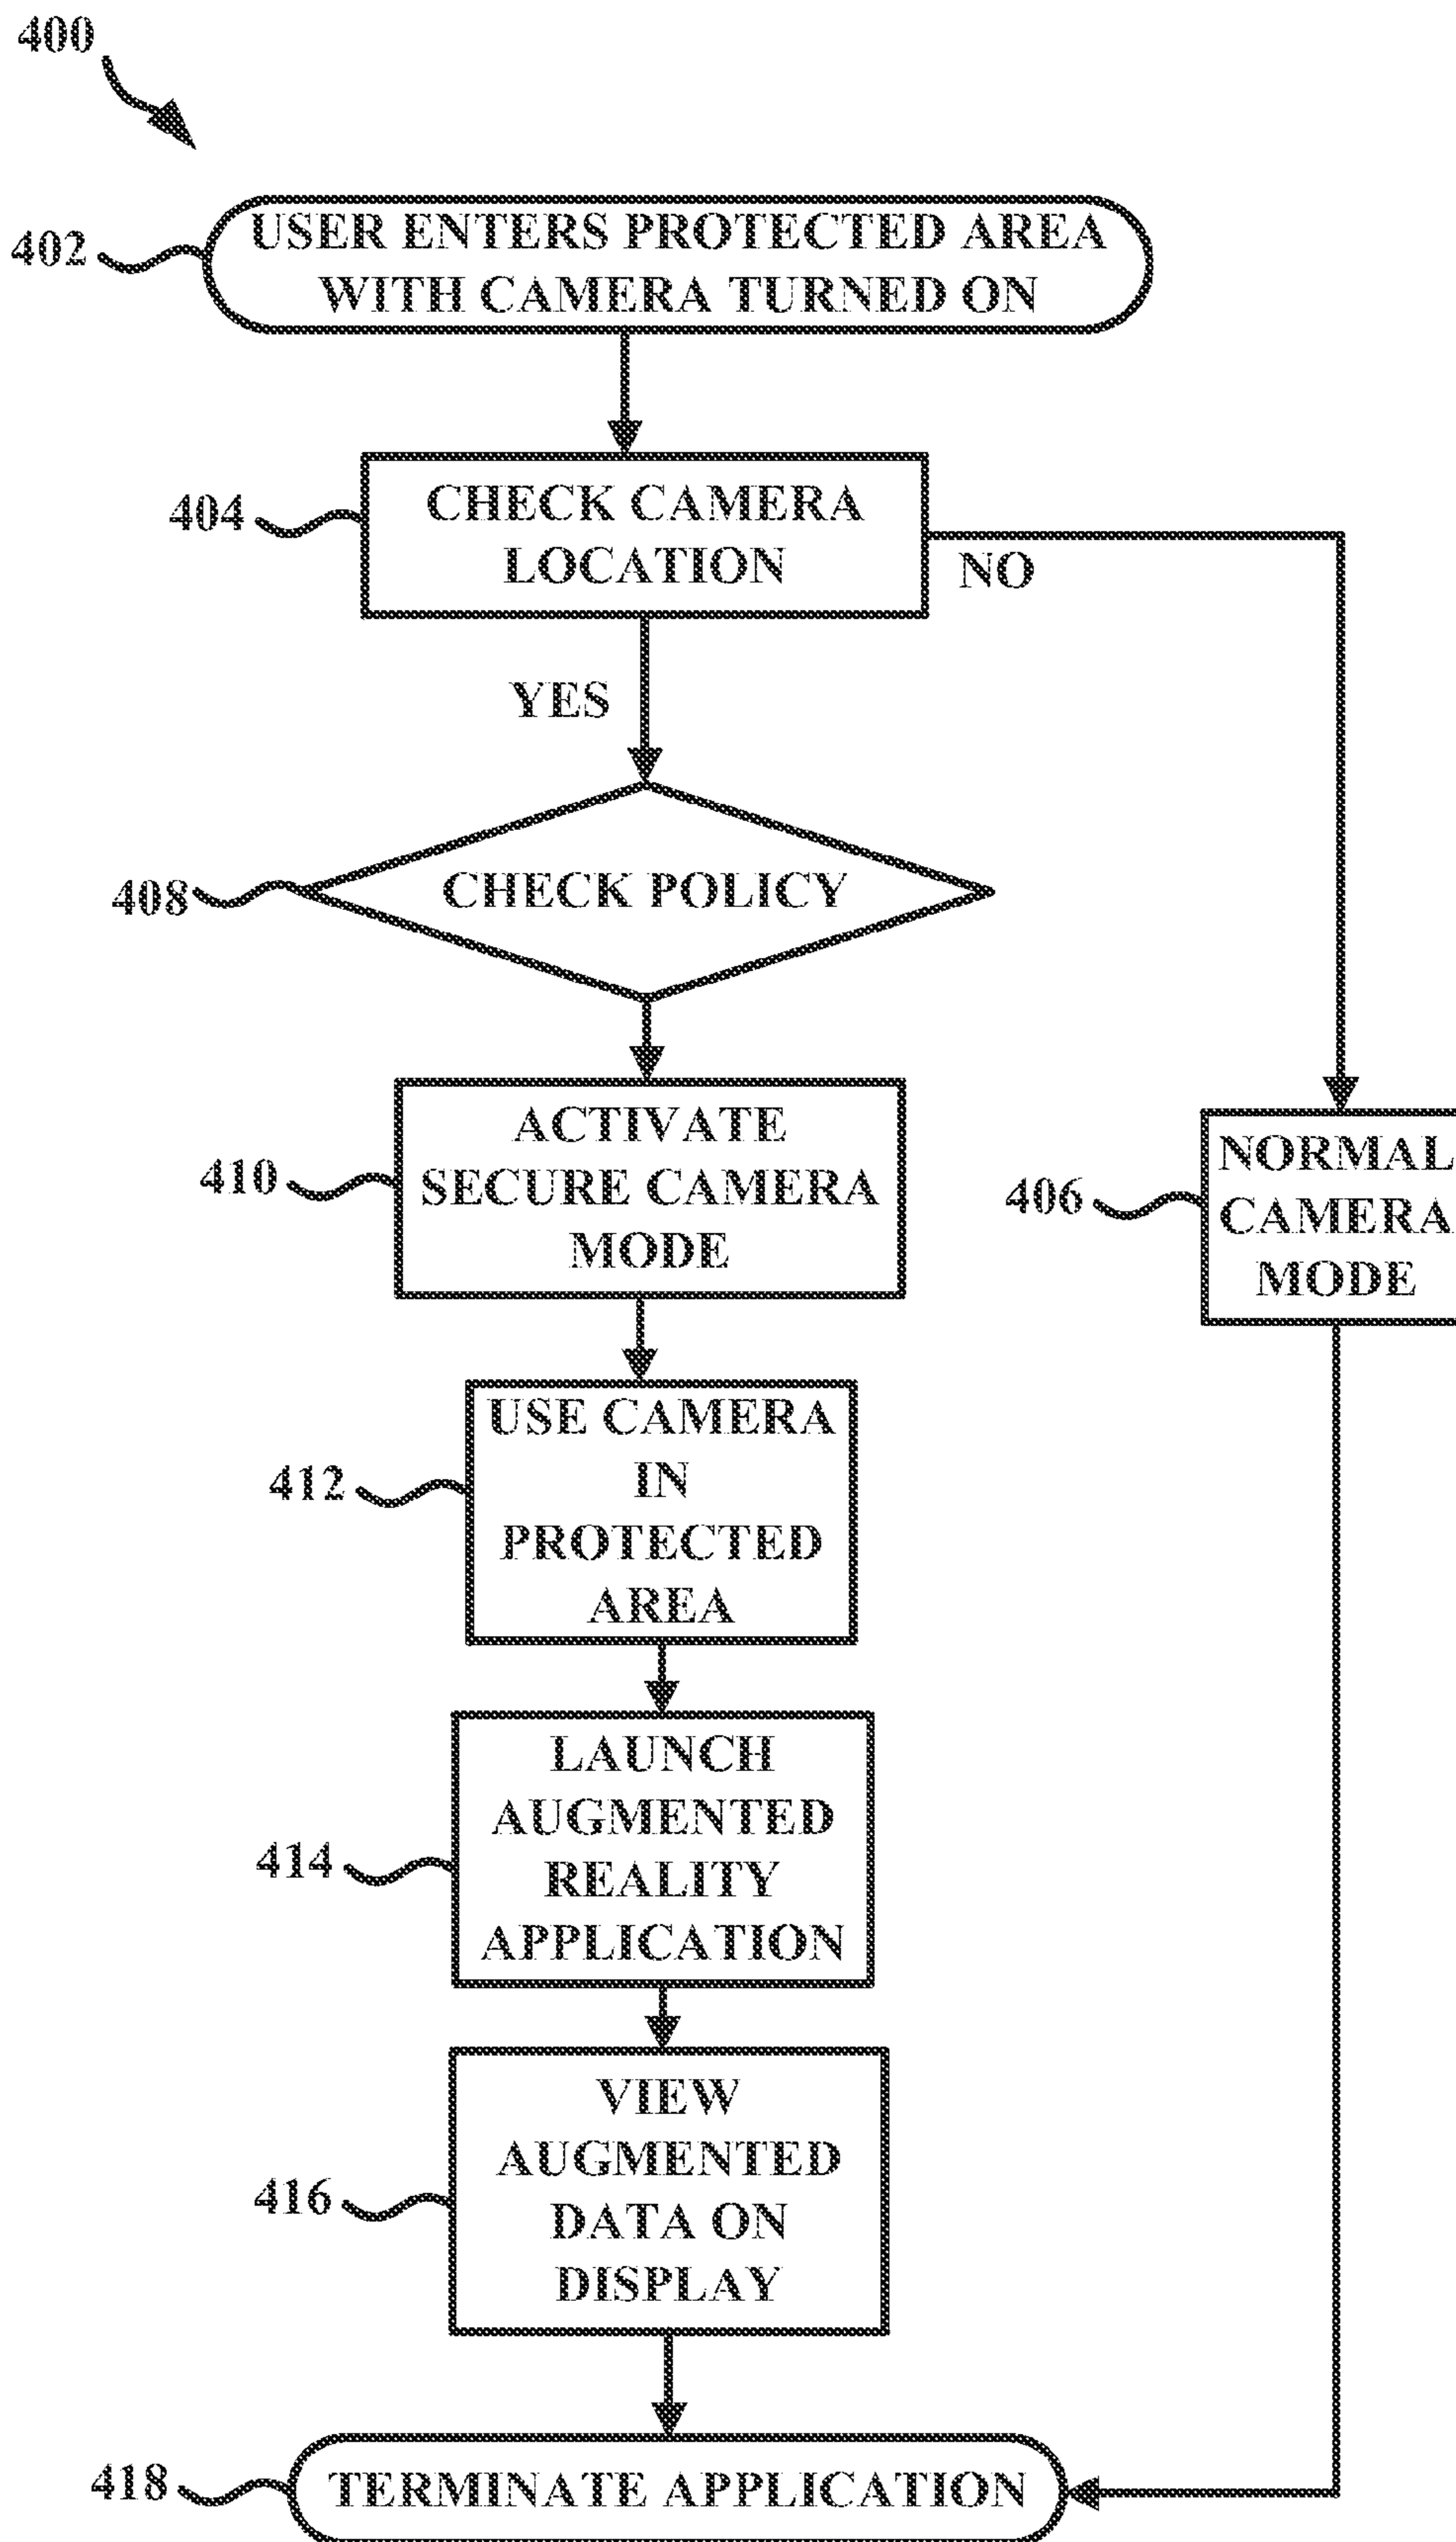 400
402
USER ENTERS PROTECTED AREA
WITH CAMERA TURNED ON
404
CHECK CAMERA
LOCATION
NO
YES
408
CHECK POLICY
410
ACTIVATE
SECURE CAMERA
MODE
406
NORMAL
CAMERA
MODE
412
USE CAMERA
IN
PROTECTED
AREA
414
LAUNCH
AUGMENTED
REALITY
APPLICATION
416
VIEW
AUGMENTED
DATA ON
DISPLAY
418
TERMINATE APPLICATION